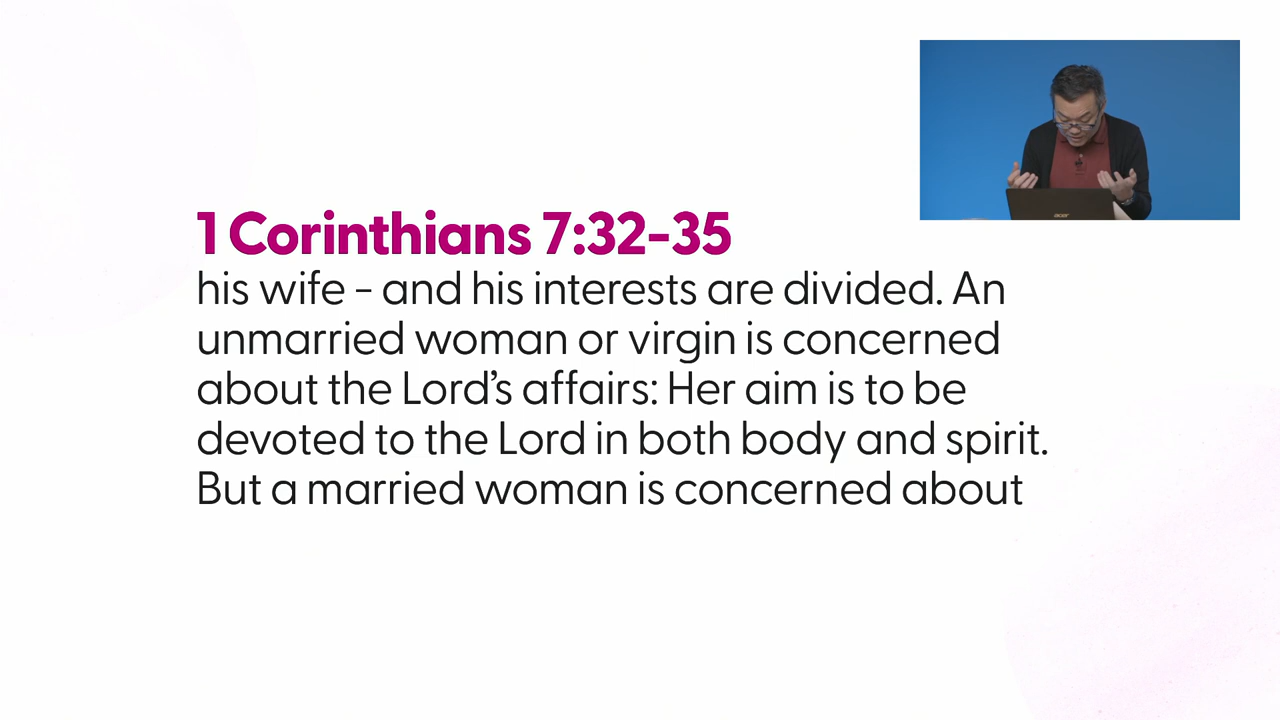 1 Corinthians 7:32-35
his wife – and his interests are divided. An
unmarried woman or virgin is concerned
about the Lord’s affairs: Her aim is to be
devoted to the Lord in both body and spirit.
But a married woman is concerned about
acer